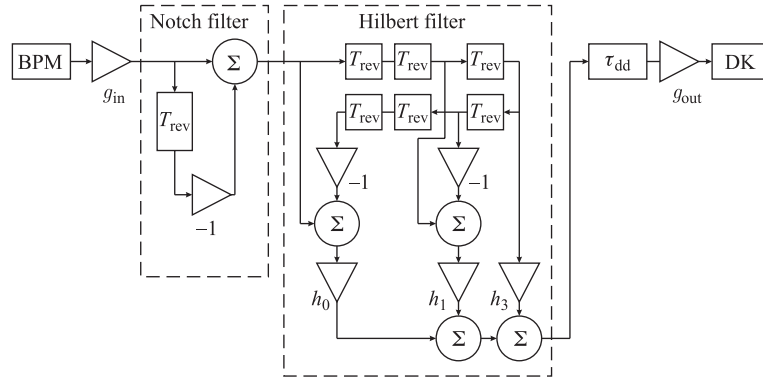 Notch filter
Hilbert filter
BPM
g_in
Σ
T_rev
T_rev
T_rev
τ_dd
g_out
DK
T_rev
T_rev
T_rev
T_rev
−1
−1
−1
Σ
Σ
h_0
h_1
h_3
Σ
Σ